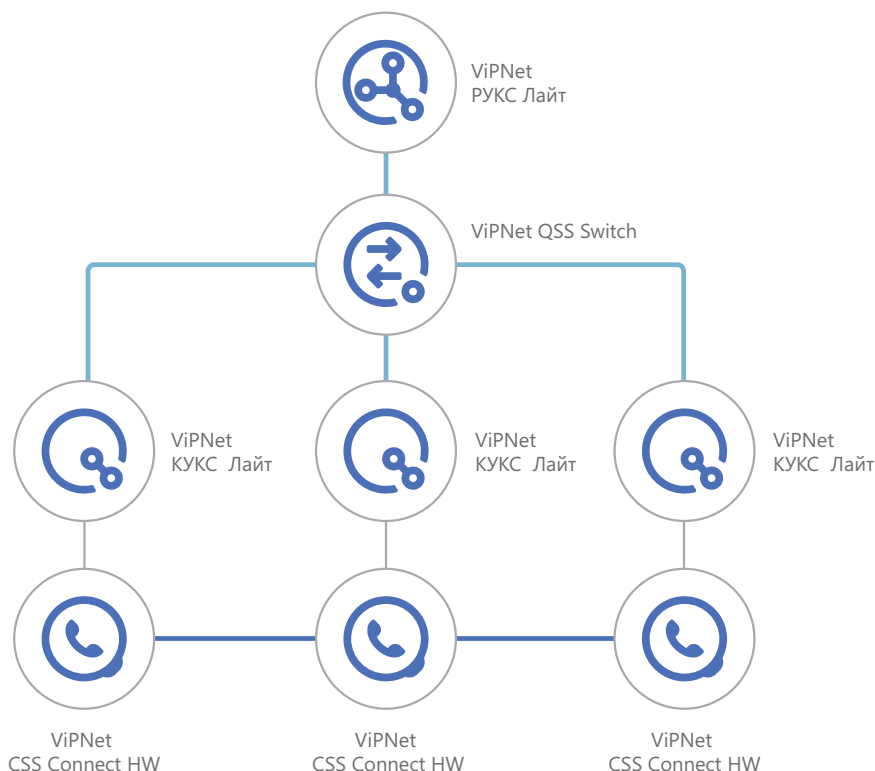 ViPNet
РУКС Лайт
ViPNet QSS Switch
ViPNet
КУКС Лайт
ViPNet
КУКС Лайт
ViPNet
КУКС Лайт
ViPNet
CSS Connect HW
ViPNet
CSS Connect HW
ViPNet
CSS Connect HW